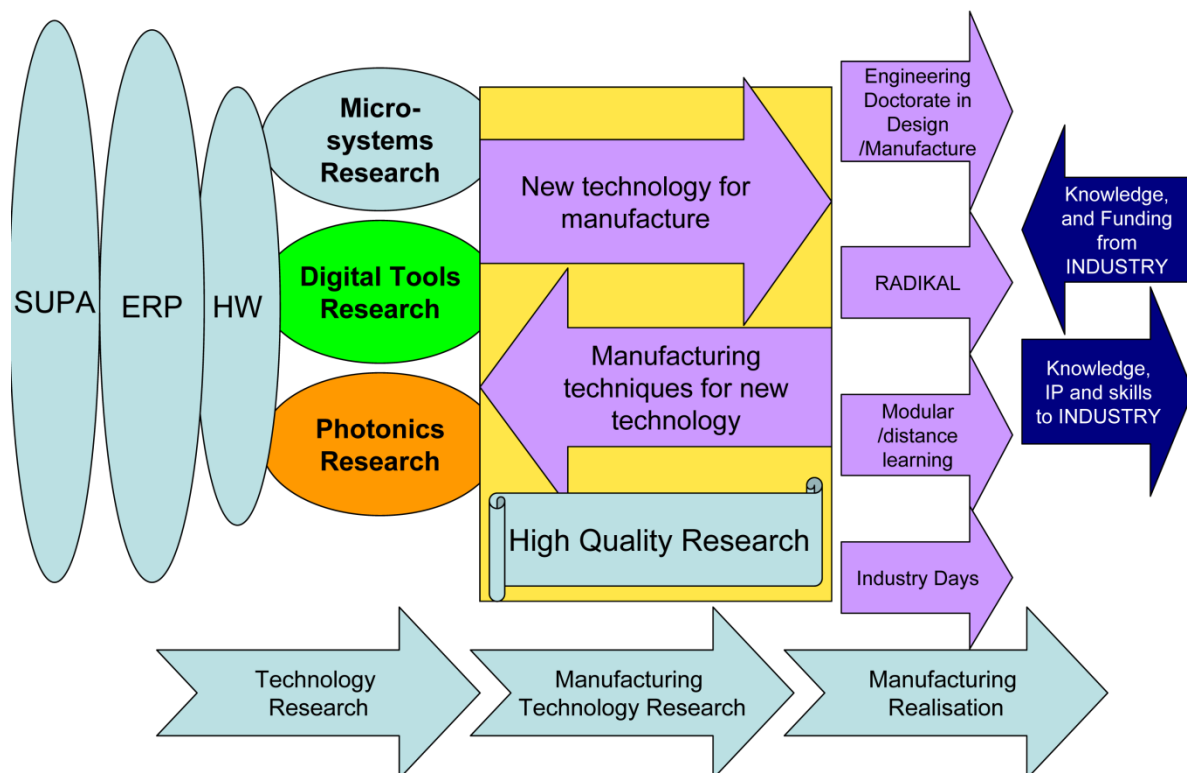 SUPA
ERP
HW
Micro-
systems
Research
Digital Tools
Research
Photonics
Research
New technology for
manufacture
Manufacturing
techniques for new
technology
High Quality Research
Engineering
Doctorate in
Design
/Manufacture
RADIKAL
Modular
/distance
learning
Industry Days
Knowledge,
and Funding
from
INDUSTRY
Knowledge,
IP and skills
to INDUSTRY
Technology
Research
Manufacturing
Technology Research
Manufacturing
Realisation